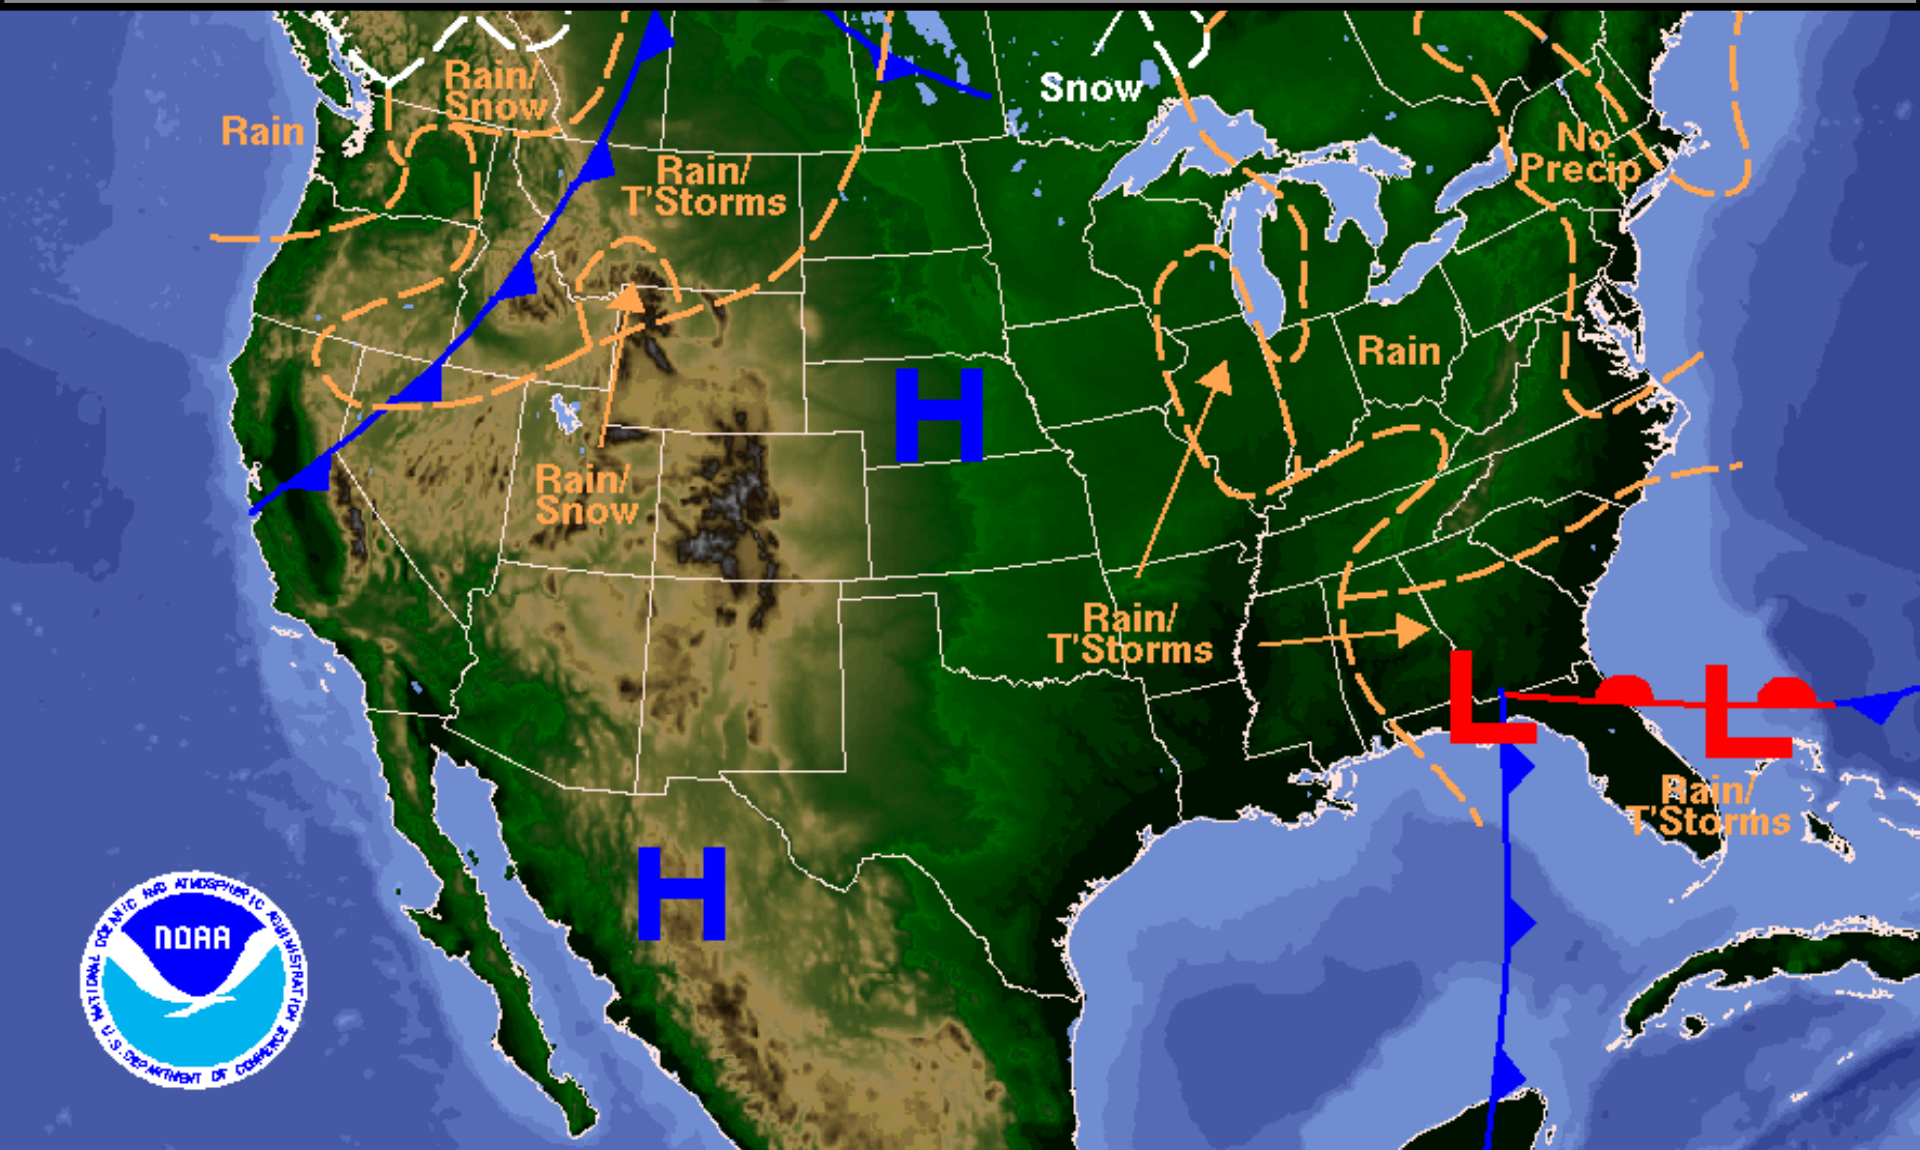 Rain/
Snow
Snow
Rain
No
Precip
Rain/
T'Storms
Rain
H
Rain/
Snow
Rain/
T'Storms
L
L
Rain/
T'Storms
H
NATIONAL OCEANIC AND ATMOSPHERIC ADMINISTRATION
NOAA
U.S. DEPARTMENT OF COMMERCE